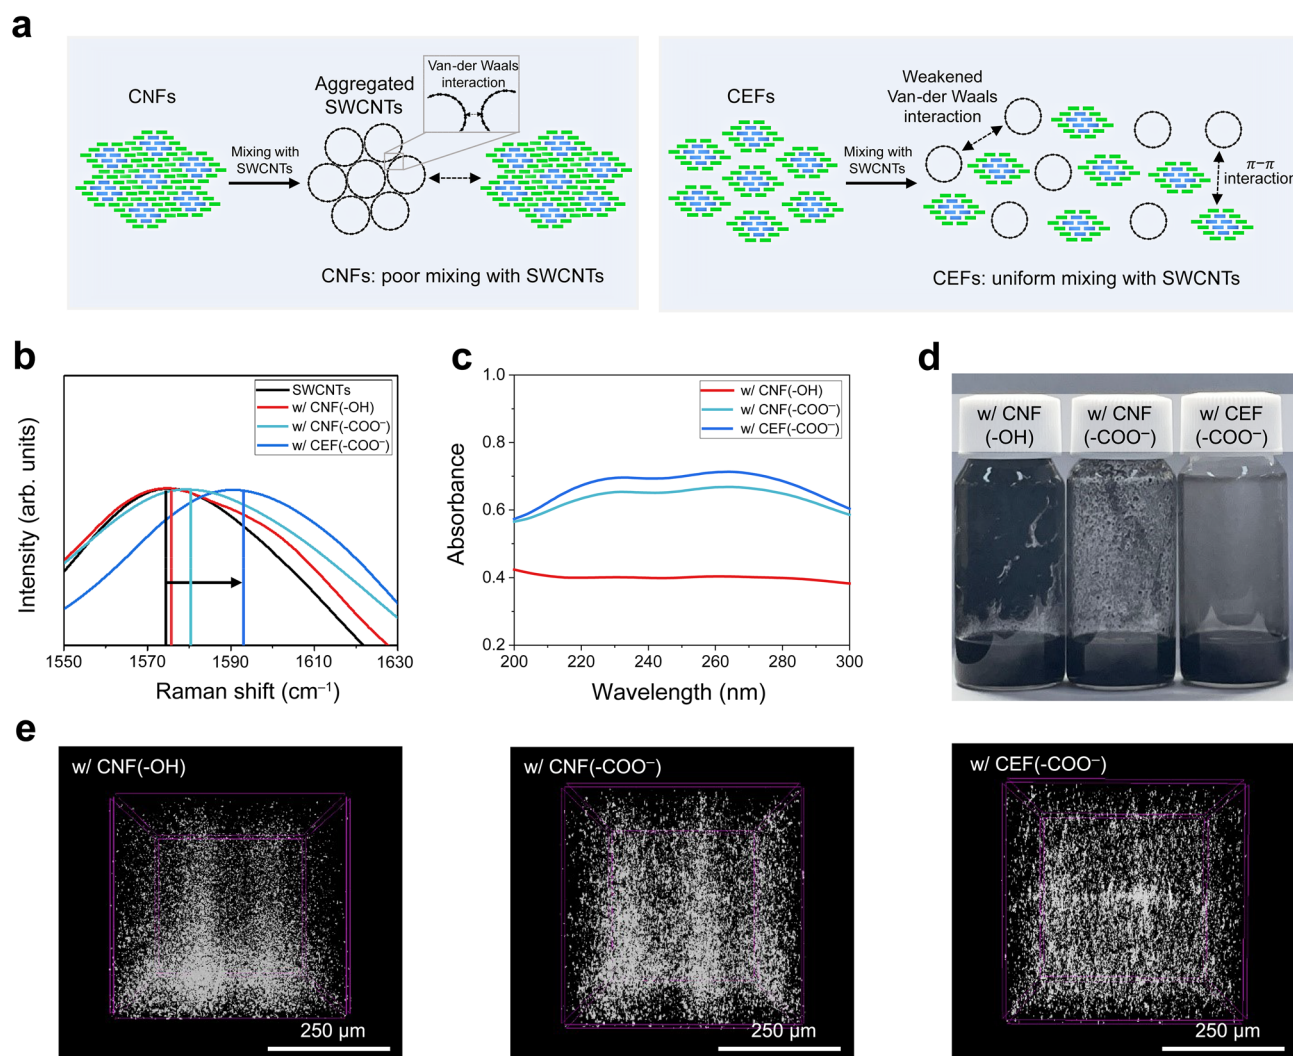 a
CNFs
Mixing with
SWCNTs
Aggregated
SWCNTs
Van-der Waals
interaction
CNFs: poor mixing with SWCNTs
CEFs
Mixing with
SWCNTs
Weakened
Van-der Waals
interaction
π–π
interaction
CEFs: uniform mixing with SWCNTs
b
Intensity (arb. units)
SWCNTs
w/ CNF(-OH)
w/ CNF(-COO⁻)
w/ CEF(-COO⁻)
1550 1570 1590 1610 1630
Raman shift (cm⁻¹)
c
Absorbance
1.0
0.8
0.6
0.4
0.2
w/ CNF(-OH)
w/ CNF(-COO⁻)
w/ CEF(-COO⁻)
200 220 240 260 280 300
Wavelength (nm)
d
w/ CNF
(-OH)
w/ CNF
(-COO⁻)
w/ CEF
(-COO⁻)
e
w/ CNF(-OH)
250 µm
w/ CNF(-COO⁻)
250 µm
w/ CEF(-COO⁻)
250 µm